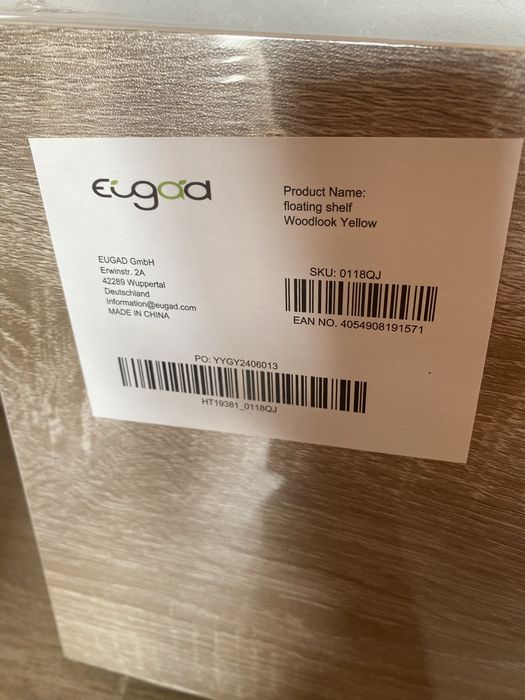 Eugad
Product Name:
floating shelf
Woodlook Yellow
EUGAD GmbH
Erwinstr. 2A
42289 Wuppertal
Deutschland
Information@eugad.com
MADE IN CHINA
SKU: 0118QJ
EAN NO. 4054908191571
PO: YYGY2406013
HT19381_0118QJ